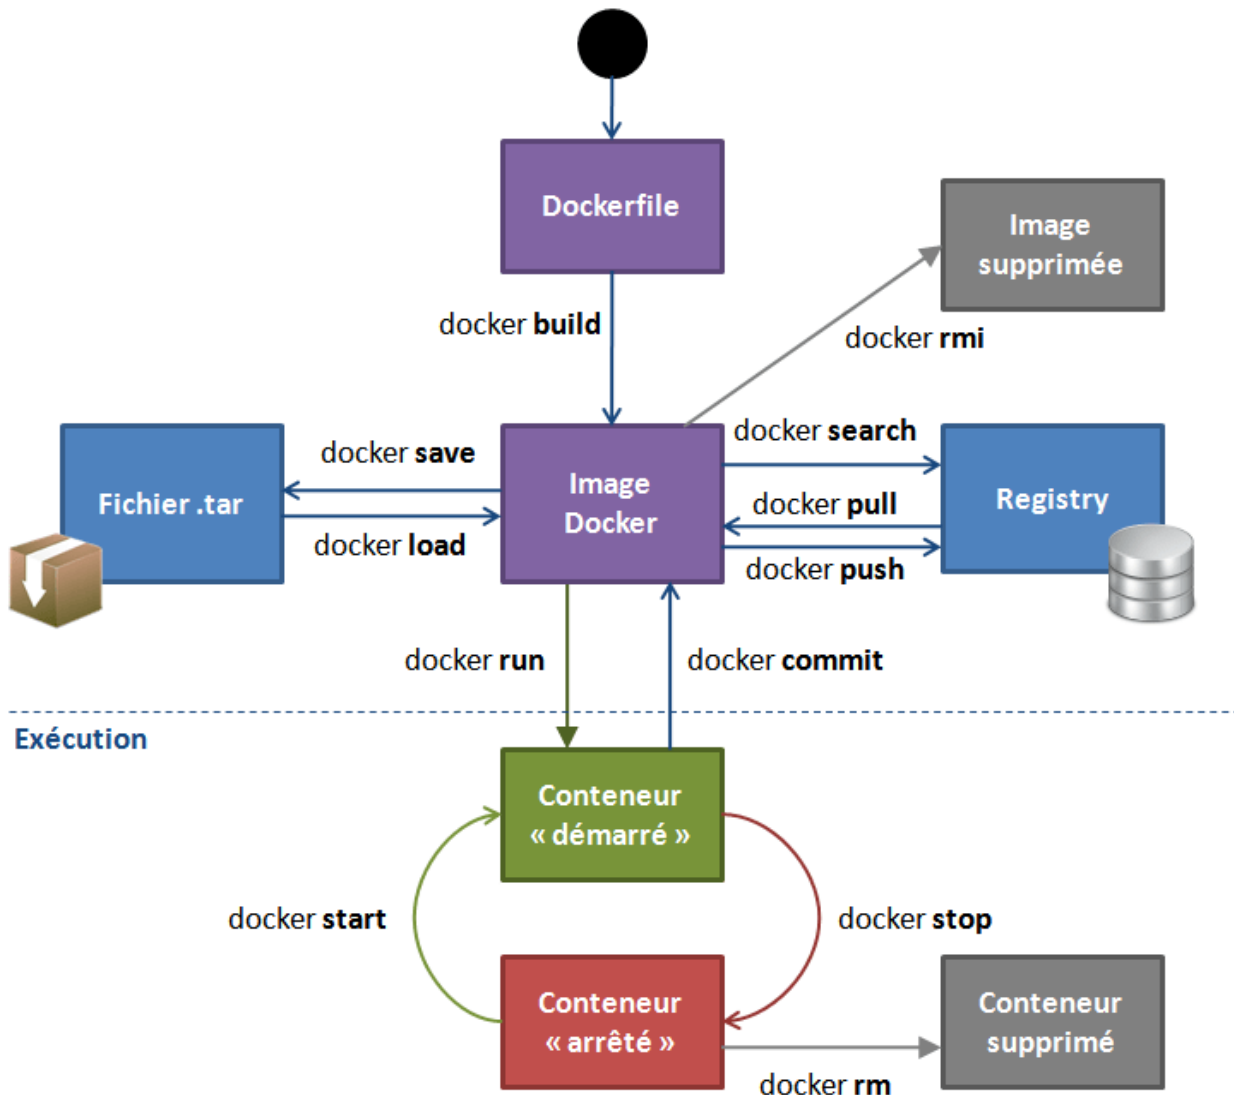 Dockerfile
Image
supprimée
docker build
docker rmi
docker search
docker save
Image
Docker
Fichier .tar
Registry
docker pull
docker load
docker push
docker run
docker commit
Exécution
Conteneur
« démarré »
docker start
docker stop
Conteneur
« arrêté »
Conteneur
supprimé
docker rm